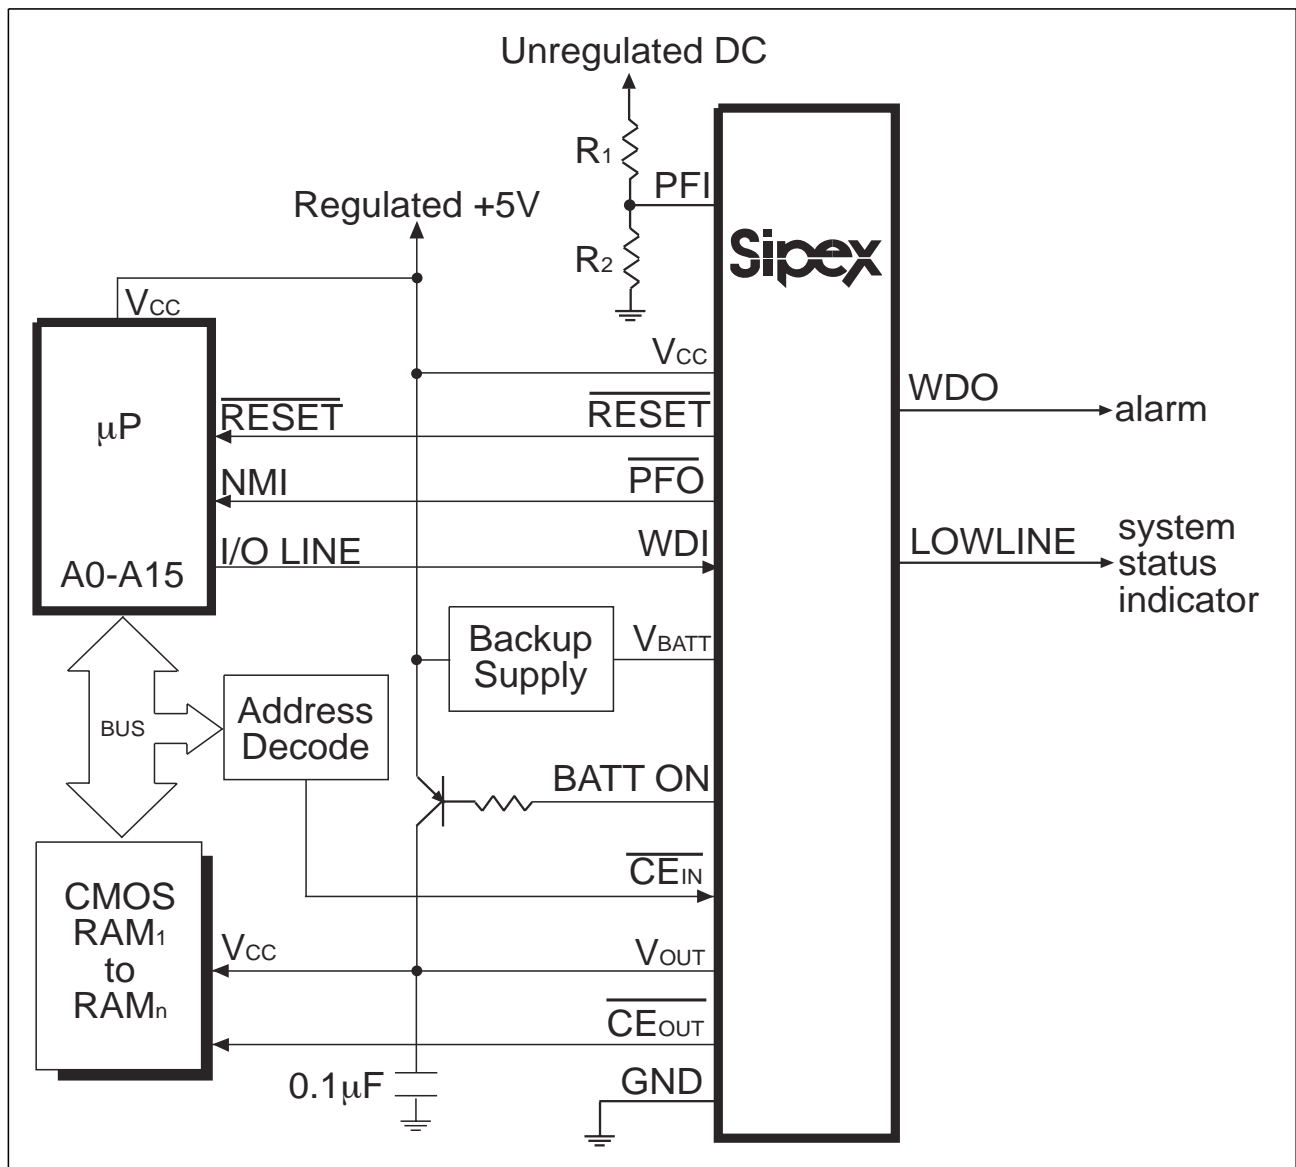 Unregulated DC
R1
PFI
Regulated +5V
R2
Sipex
VCC
VCC
μP
RESET
RESET
WDO
alarm
NMI
PFO
I/O LINE
WDI
LOWLINE
system
status
indicator
A0-A15
Backup
Supply
VBATT
BUS
Address
Decode
BATT ON
CEIN
CMOS
RAM1
to
RAMn
VCC
VOUT
CEOUT
0.1μF
GND